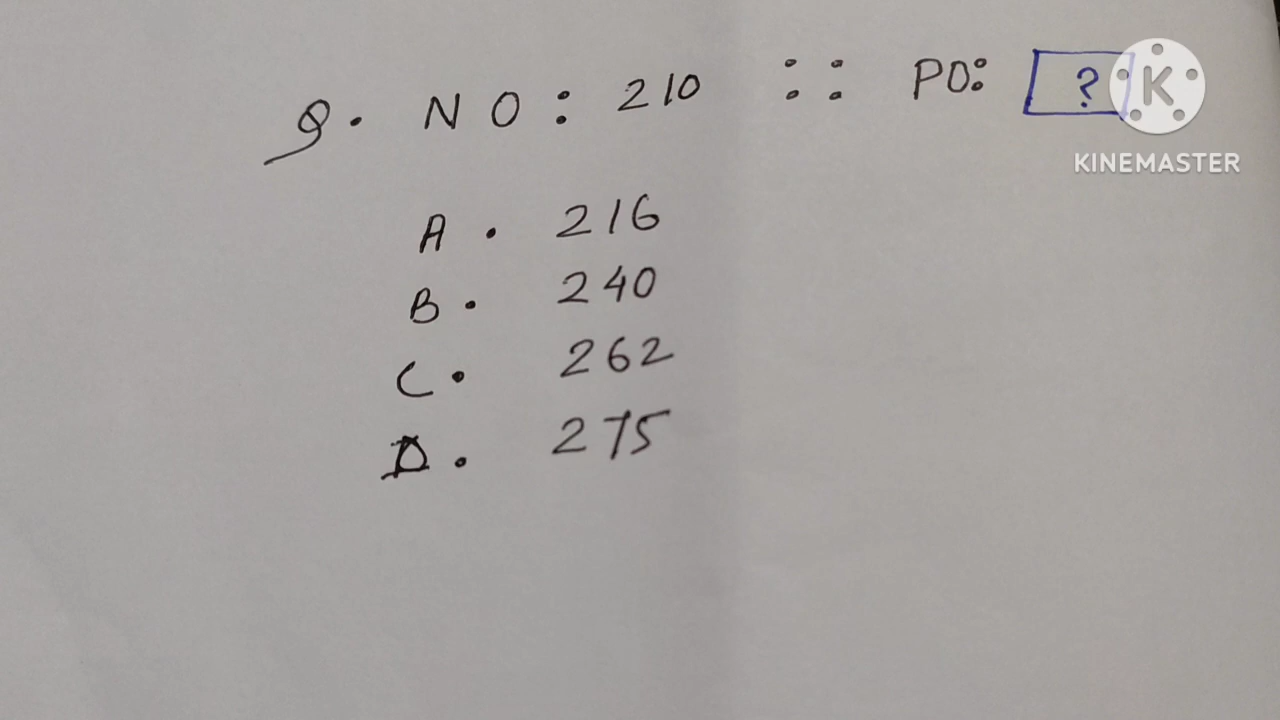 Q. NO : 210 :: PO: ?
K
KINEMASTER
A. 216
B. 240
C. 262
D. 275